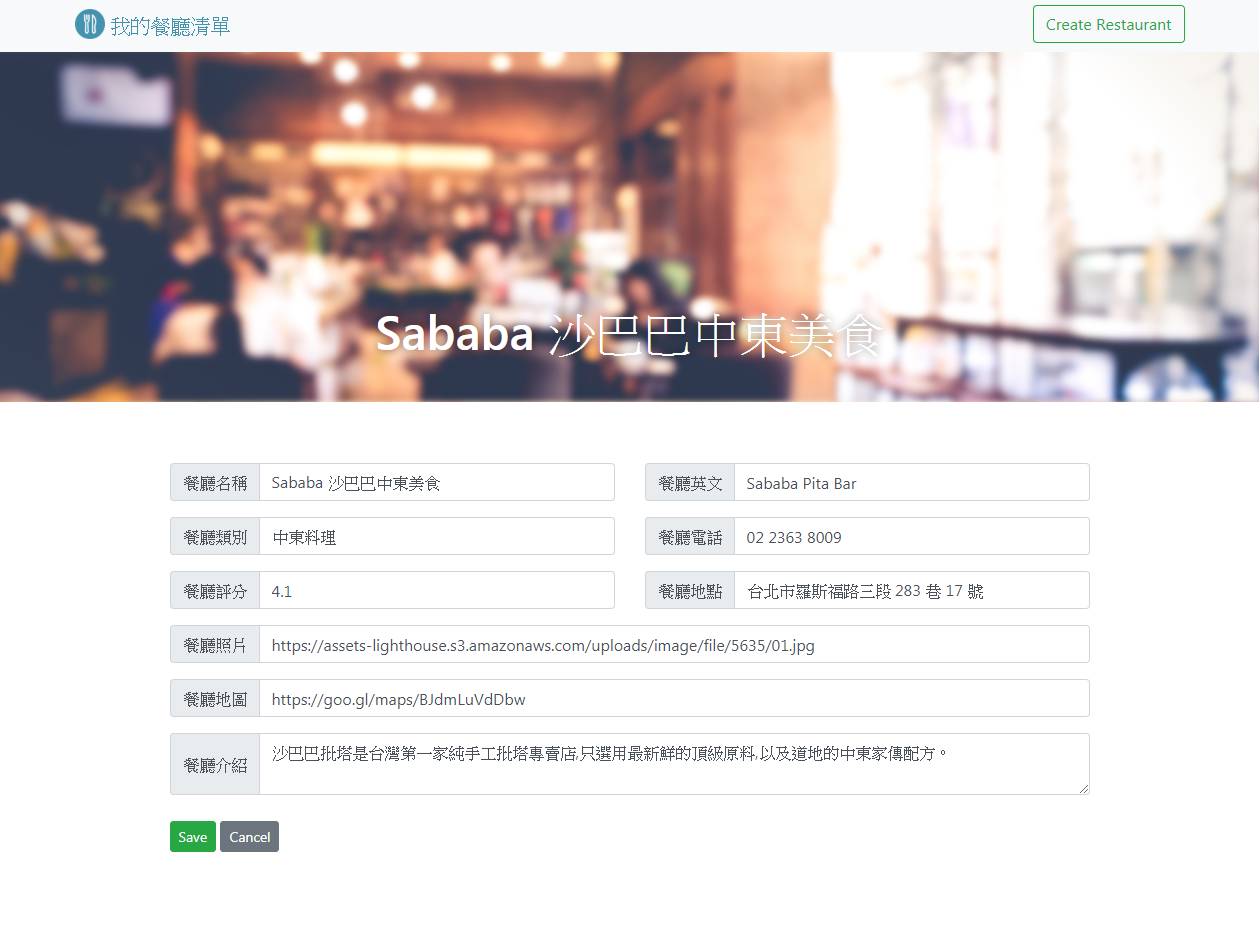 我的餐廳清單
Create Restaurant
Sababa 沙巴巴中東美食
餐廳名稱 Sababa 沙巴巴中東美食
餐廳英文 Sababa Pita Bar
餐廳類別 中東料理
餐廳電話 02 2363 8009
餐廳評分 4.1
餐廳地點 台北市羅斯福路三段 283 巷 17 號
餐廳照片 https://assets-lighthouse.s3.amazonaws.com/uploads/image/file/5635/01.jpg
餐廳地圖 https://goo.gl/maps/BJdmLuVdDbw
餐廳介紹 沙巴巴批塔是台灣第一家純手工批塔專賣店,只選用最新鮮的頂級原料,以及道地的中東家傳配方。
Save Cancel